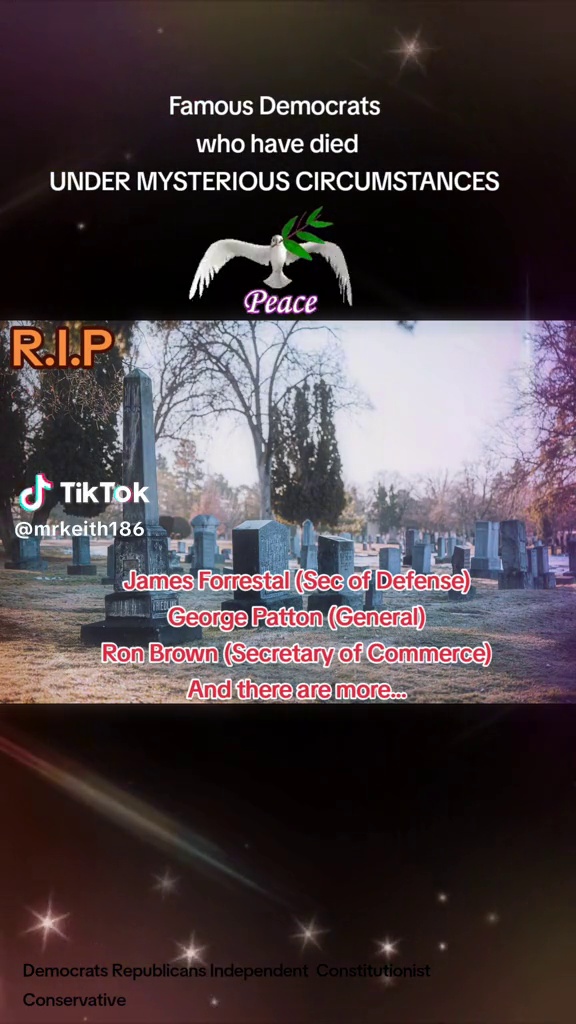 Famous Democrats
who have died
UNDER MYSTERIOUS CIRCUMSTANCES
Peace
R.I.P
TikTok
@mrkeith186
James Forrestal (Sec of Defense)
George Patton (General)
Ron Brown (Secretary of Commerce)
And there are more...
Democrats Republicans Independent Constitutionist
Conservative